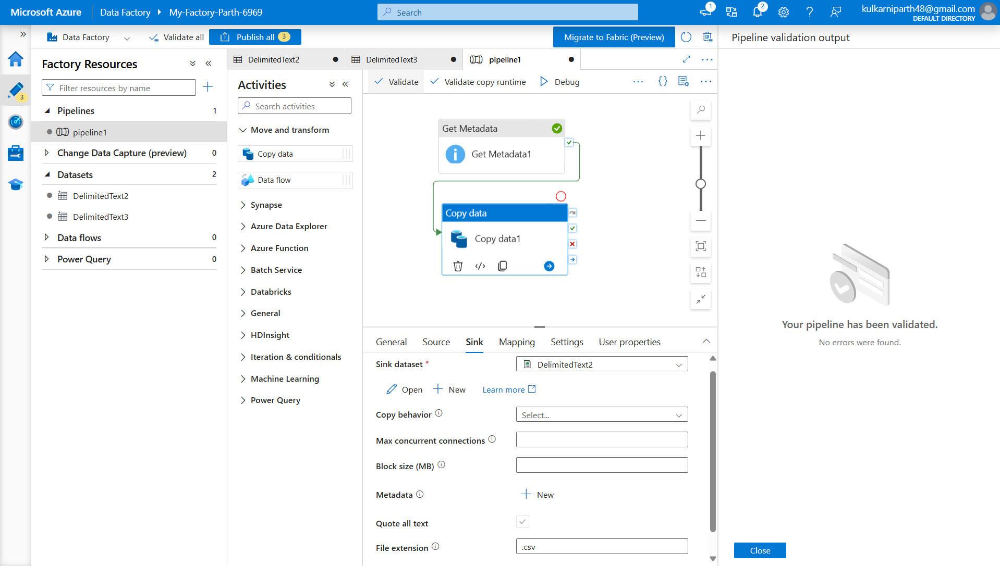 Microsoft Azure
Data Factory
My-Factory-Parth-6969
Search
1
2
kulkarniparth48@gmail.com
DEFAULT DIRECTORY
Data Factory
Validate all
Publish all 3
Migrate to Fabric (Preview)
Pipeline validation output
3
Factory Resources
Filter resources by name
Pipelines 1
pipeline1
Change Data Capture (preview) 0
Datasets 2
DelimitedText2
DelimitedText3
Data flows 0
Power Query 0
DelimitedText2
DelimitedText3
pipeline1
Activities
Search activities
Move and transform
Copy data
Data flow
Synapse
Azure Data Explorer
Azure Function
Batch Service
Databricks
General
HDInsight
Iteration & conditionals
Machine Learning
Power Query
Validate
Validate copy runtime
Debug
Get Metadata
Get Metadata1
Copy data
Copy data1
General
Source
Sink
Mapping
Settings
User properties
Sink dataset *
DelimitedText2
Open
New
Learn more
Copy behavior
Select...
Max concurrent connections
Block size (MB)
Metadata
New
Quote all text
File extension
.csv
Your pipeline has been validated.
No errors were found.
Close